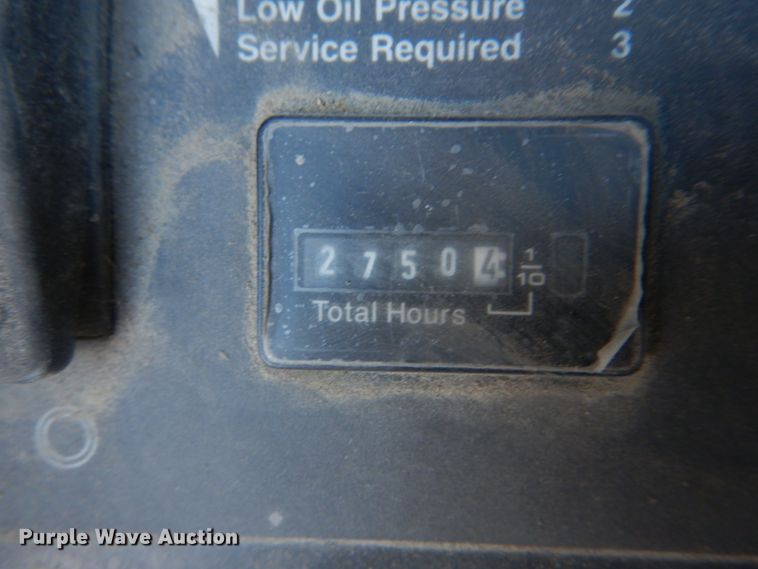 Low Oil Pressure 2
Service Required 3
2 7 5 0 4 1/10
Total Hours
Purple Wave Auction